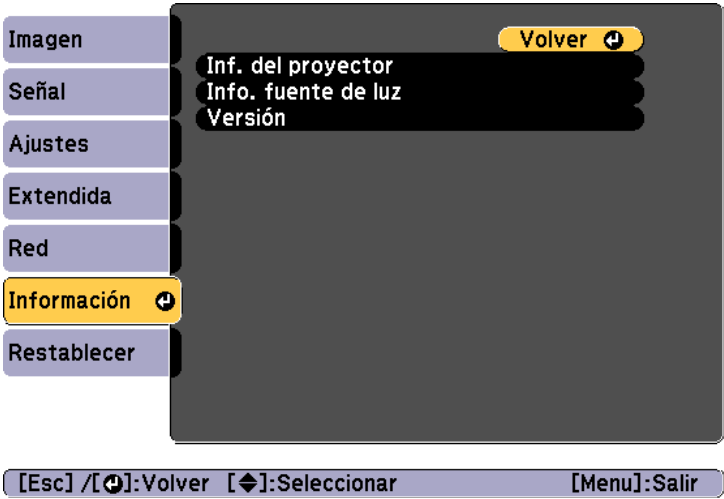 Imagen
Señal
Ajustes
Extendida
Red
Información
Restablecer
Volver
Inf. del proyector
Info. fuente de luz
Versión
[Esc] /[⏎]:Volver [◆]:Seleccionar [Menu]:Salir